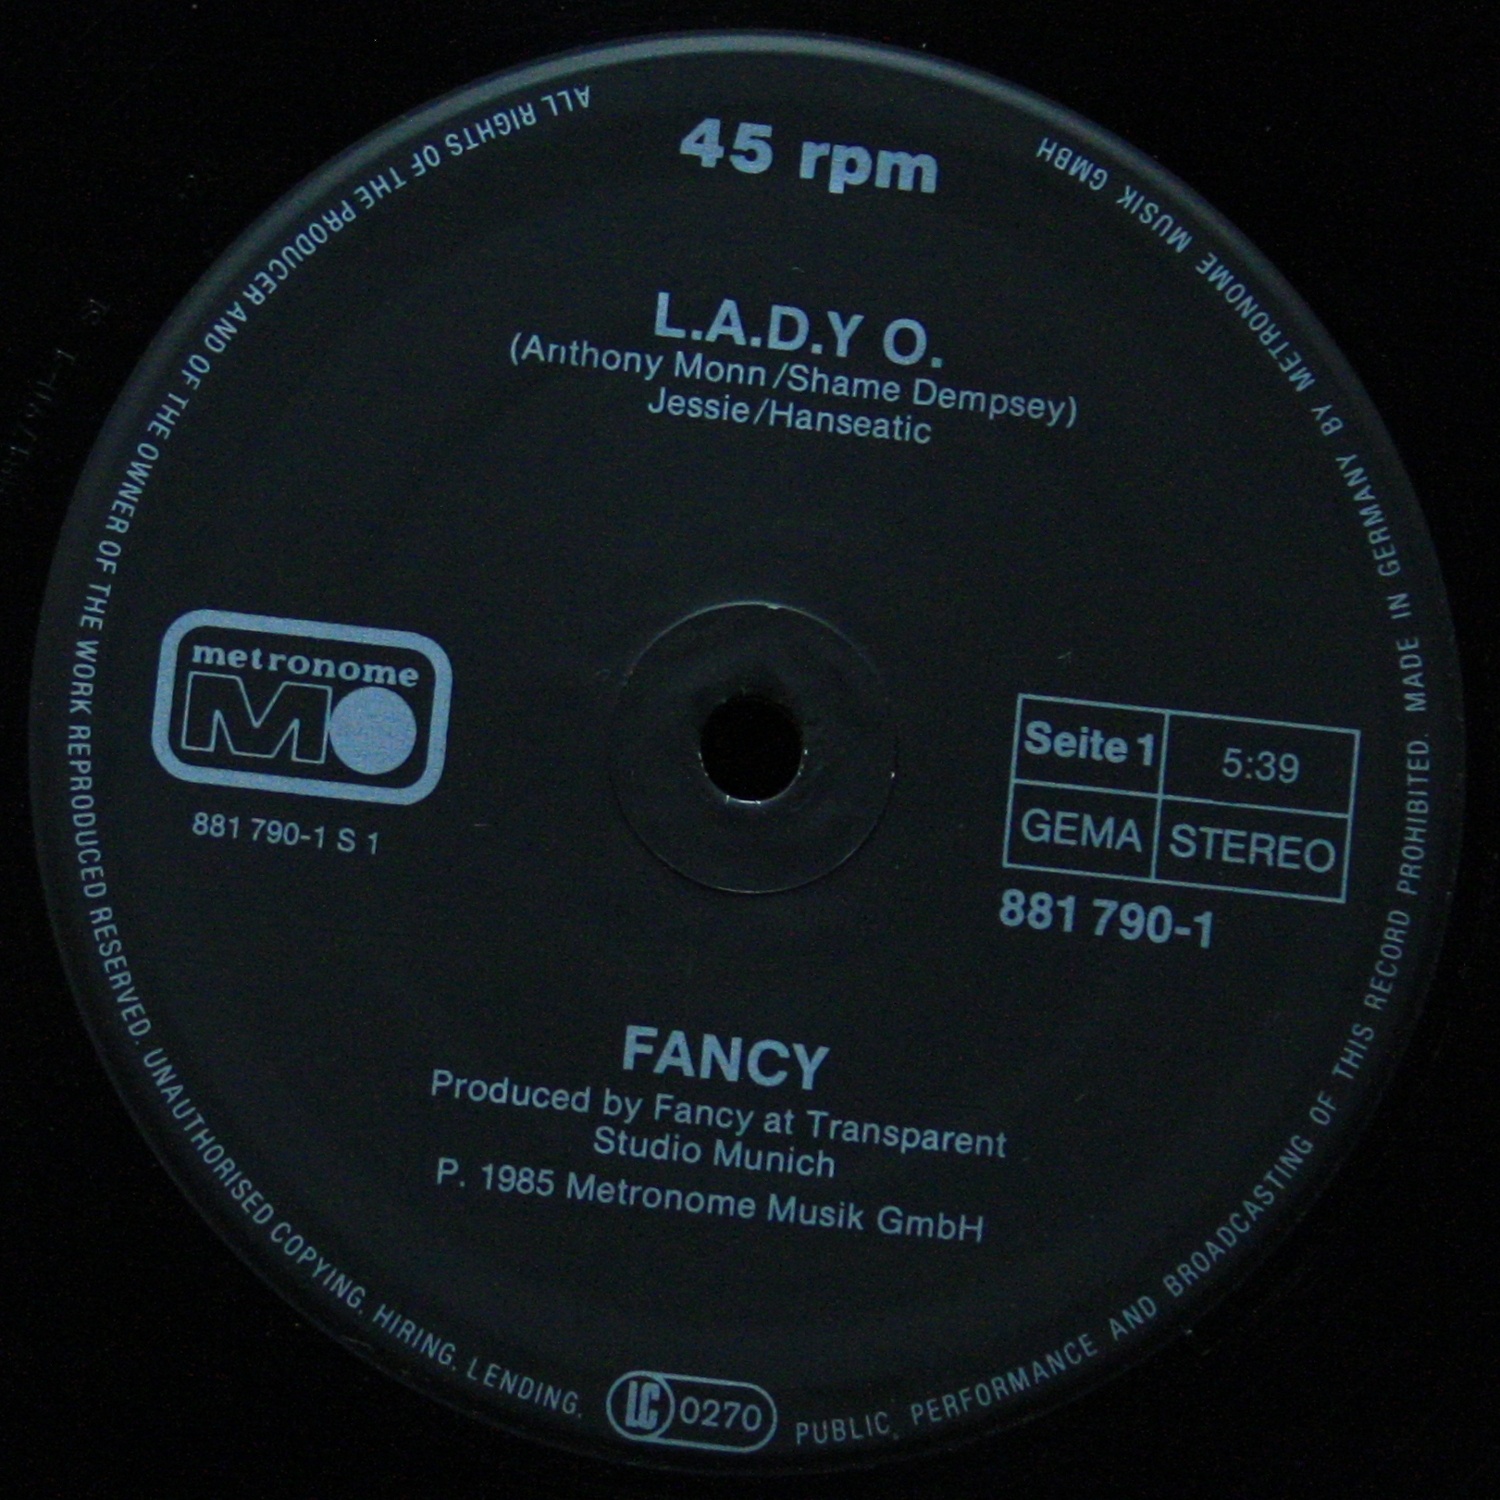 45 rpm
L.A.D.Y O.
(Anthony Monn/Shame Dempsey)
Jessie/Hanseatic
metronome
MO
881 790-1 S 1
Seite 1
5:39
GEMA
STEREO
881 790-1
FANCY
Produced by Fancy at Transparent
Studio Munich
P. 1985 Metronome Musik GmbH
LC 0270
ALL RIGHTS OF THE PRODUCER AND OF THE OWNER OF THE WORK REPRODUCED RESERVED. UNAUTHORISED COPYING, HIRING, LENDING, PUBLIC, PERFORMANCE AND BROADCASTING OF THIS RECORD PROHIBITED. MADE IN GERMANY BY METRONOME MUSIK GMBH